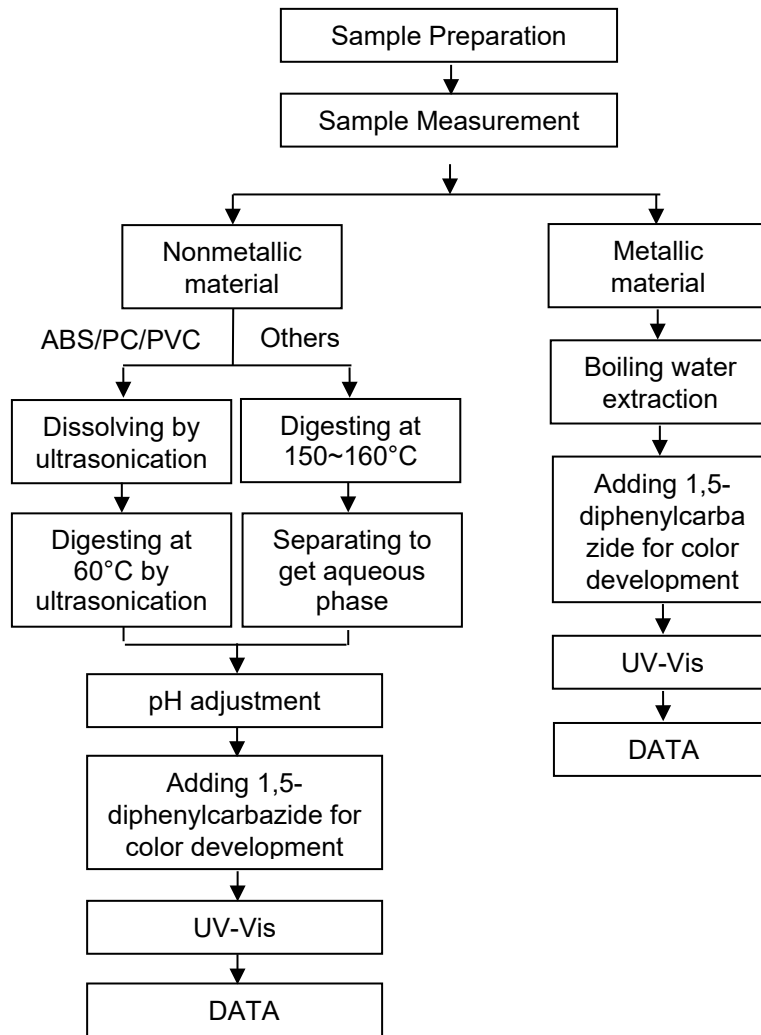 Sample Preparation
Sample Measurement
Nonmetallic
material
Metallic
material
ABS/PC/PVC
Others
Boiling water
extraction
Dissolving by
ultrasonication
Digesting at
150~160°C
Adding 1,5-
diphenylcarba
zide for color
development
Digesting at
60°C by
ultrasonication
Separating to
get aqueous
phase
UV-Vis
pH adjustment
DATA
Adding 1,5-
diphenylcarbazide for
color development
UV-Vis
DATA